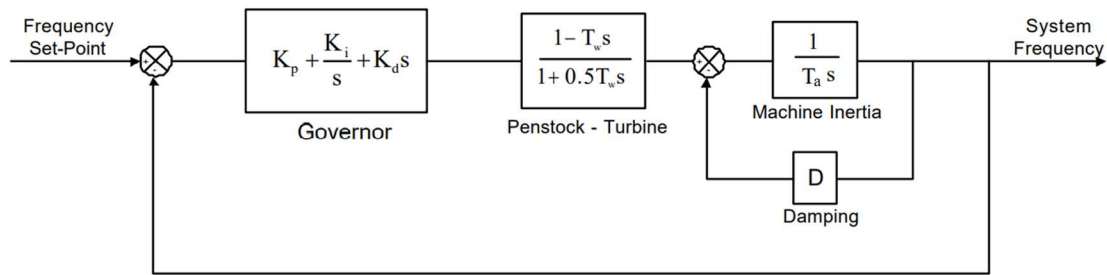 Frequency
Set-Point
+
-
K_p + K_i/s + K_d s
Governor
1 − T_w s / 1 + 0.5T_w s
Penstock - Turbine
+
-
1 / T_a s
Machine Inertia
D
Damping
System
Frequency